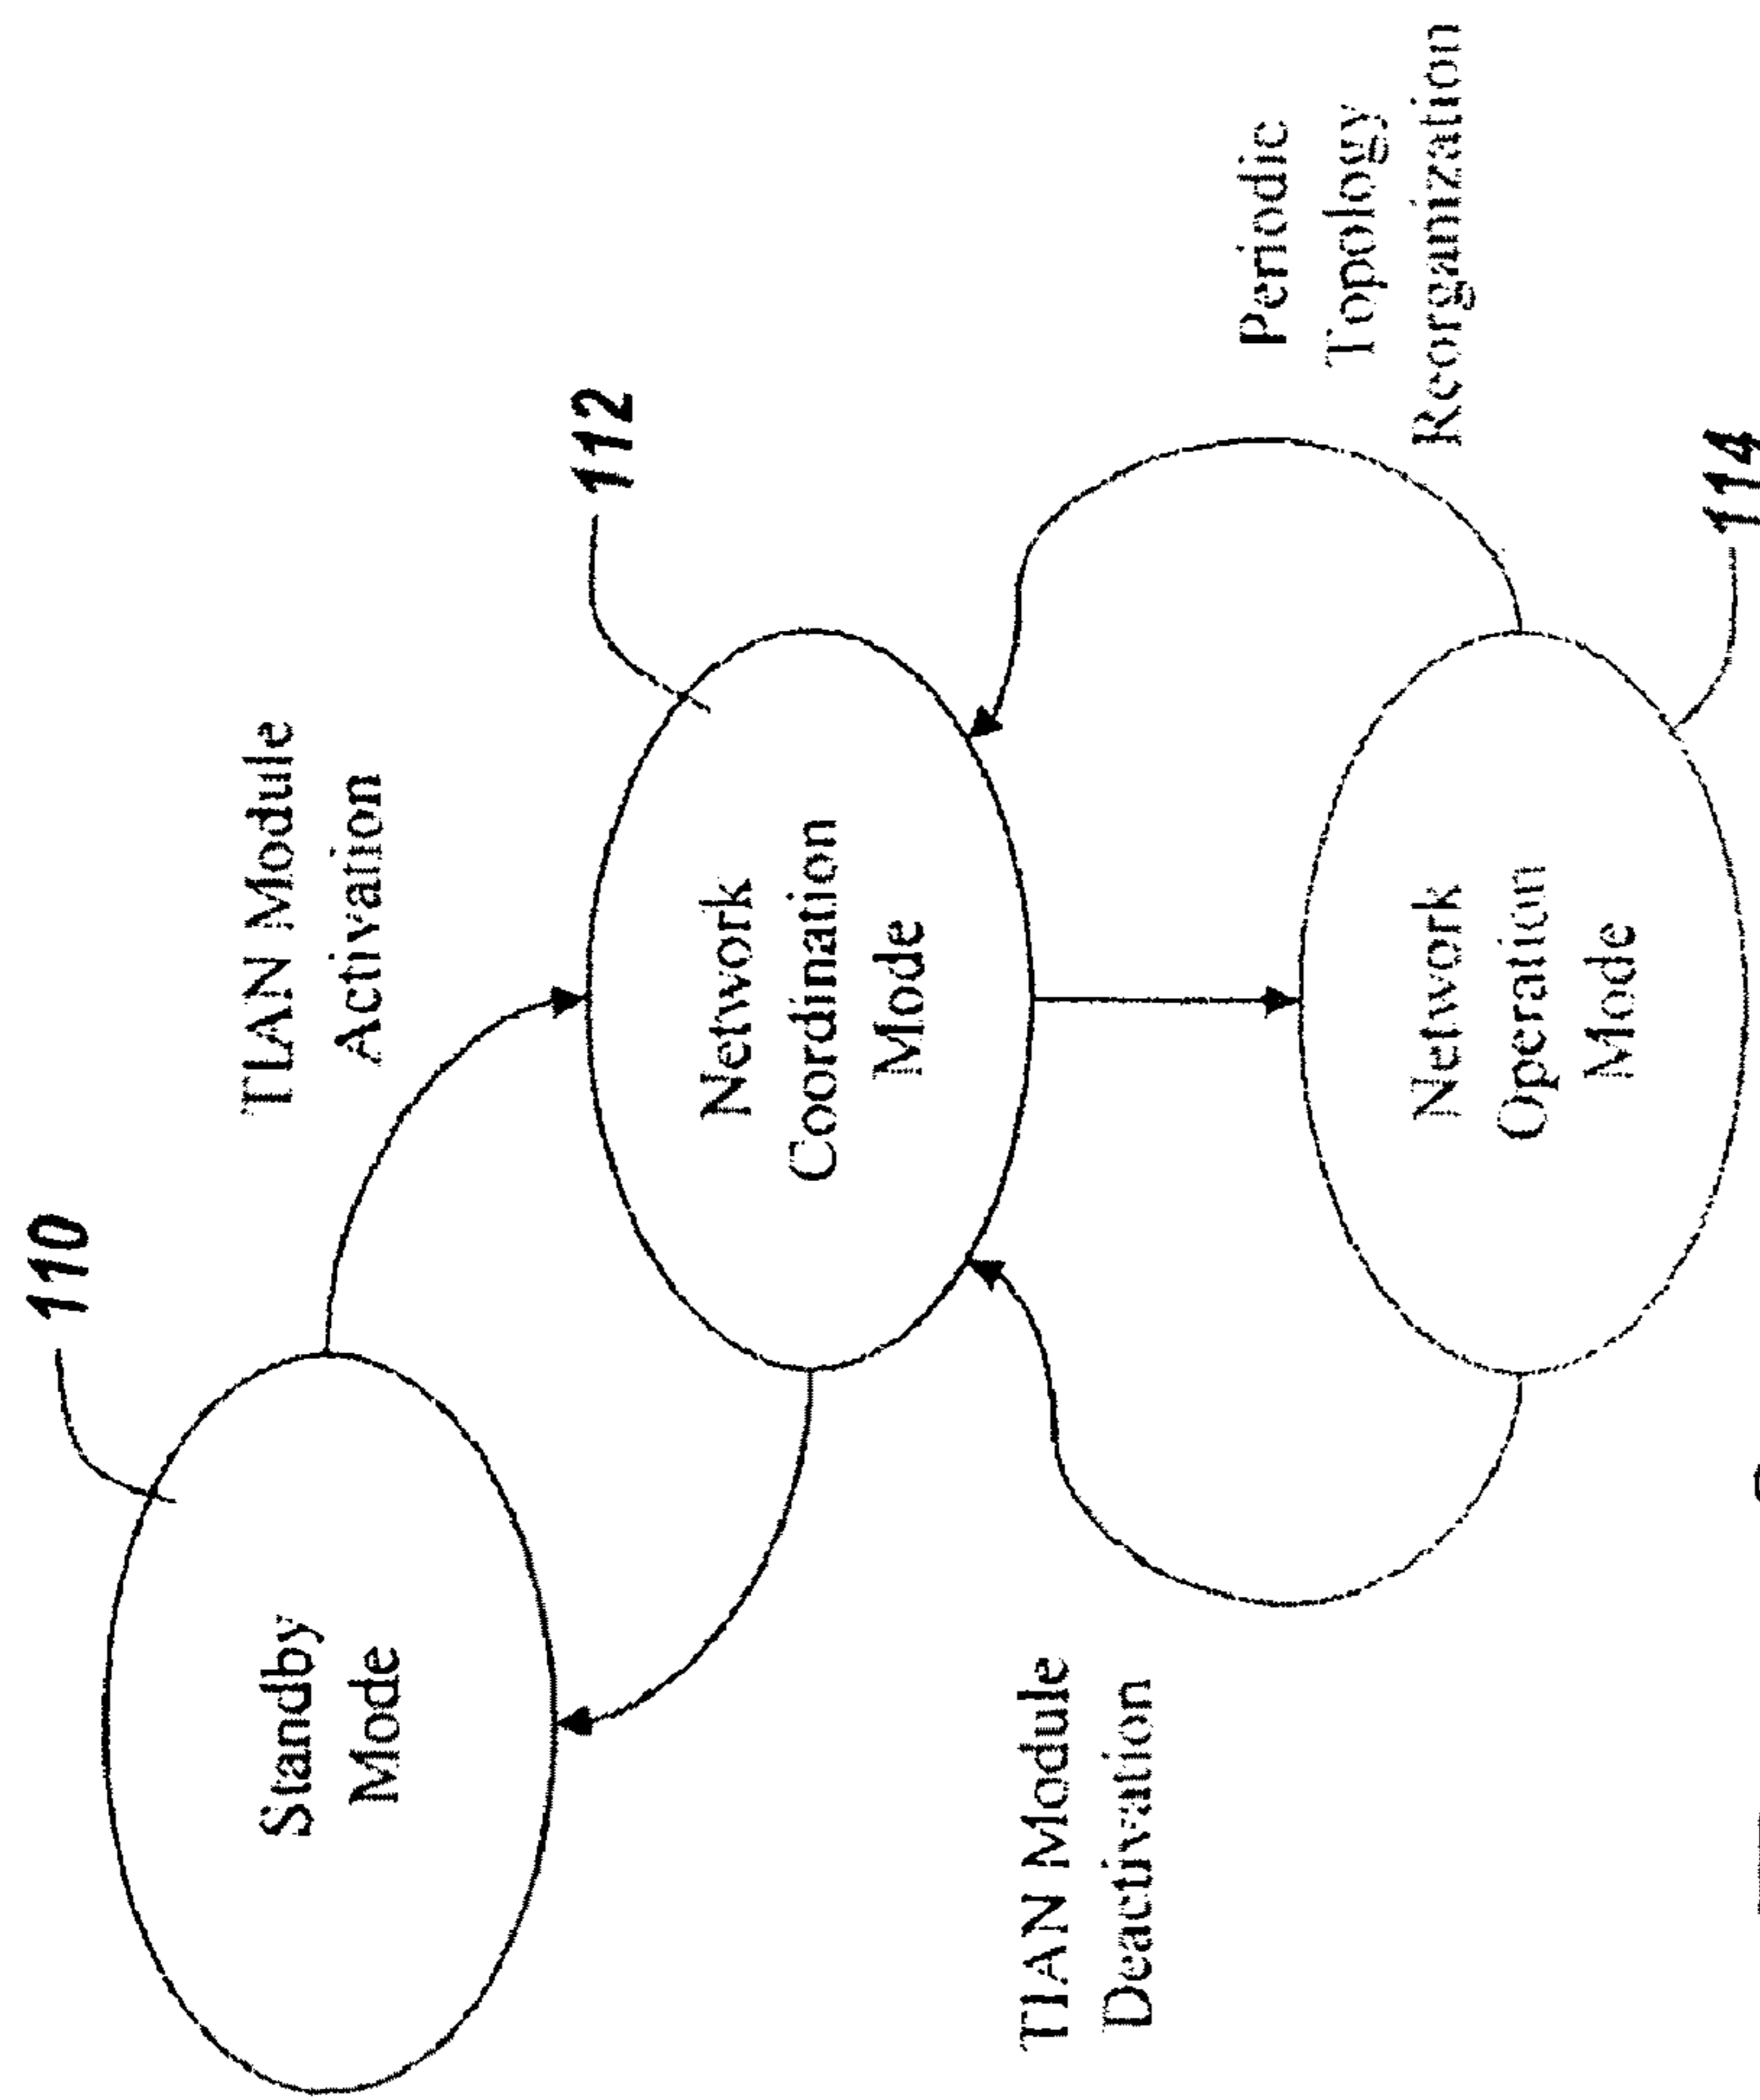 110
TIAN Module
Activation
Standby
Mode
112
Network
Coordination
Mode
Periodic
Topology
Reorganization
TIAN Module
Deactivation
Network
Operation
Mode
114